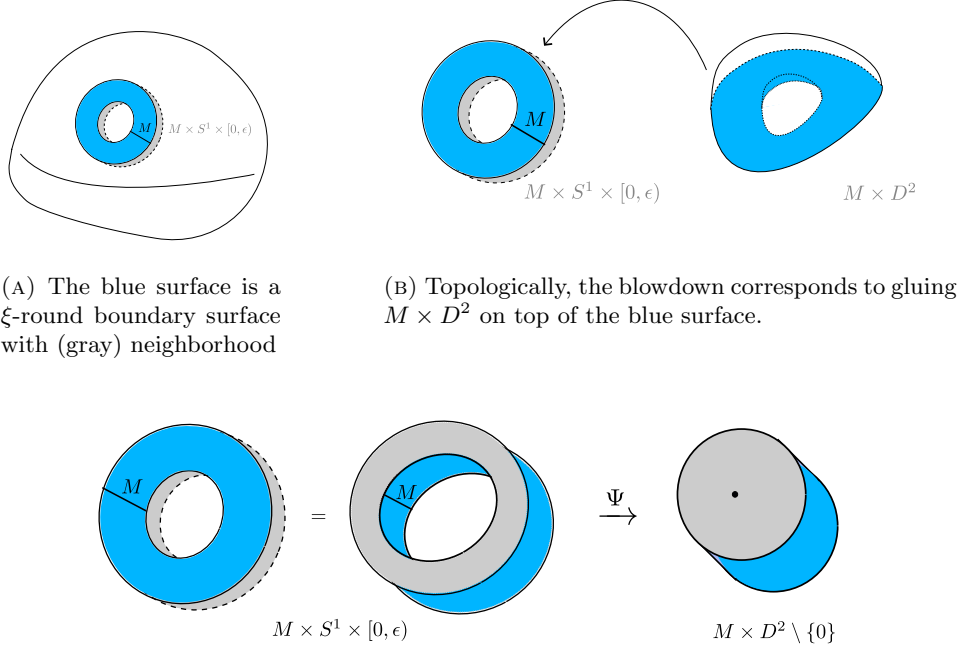 M
M × S¹ × [0, ϵ)
M
M × S¹ × [0, ϵ)
M × D²
(A) The blue surface is a
ξ-round boundary surface
with (gray) neighborhood
(B) Topologically, the blowdown corresponds to gluing
M × D² on top of the blue surface.
M
=
M
Ψ
M × S¹ × [0, ϵ)
M × D² \ {0}